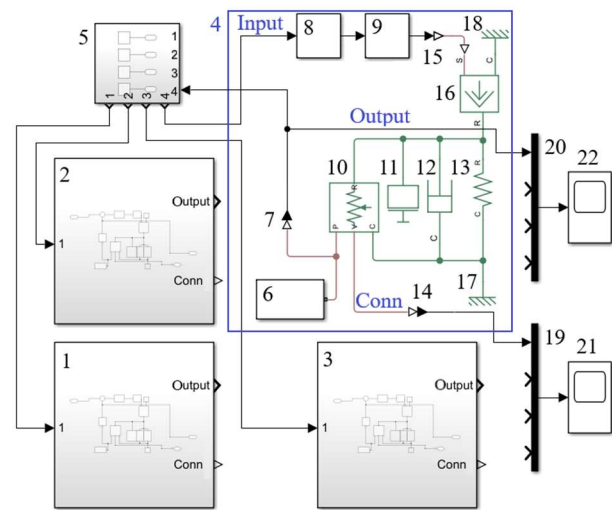 4 Input 8 9 18
5 1 2 3 4
1 2 3 4
15 S C
16
R
Output
20
22
2
Output
1
Conn
10 11 12 13
R
R
7
P V C
C
C
6
Conn
14
17
19
21
1
Output
1
Conn
3
Output
1
Conn